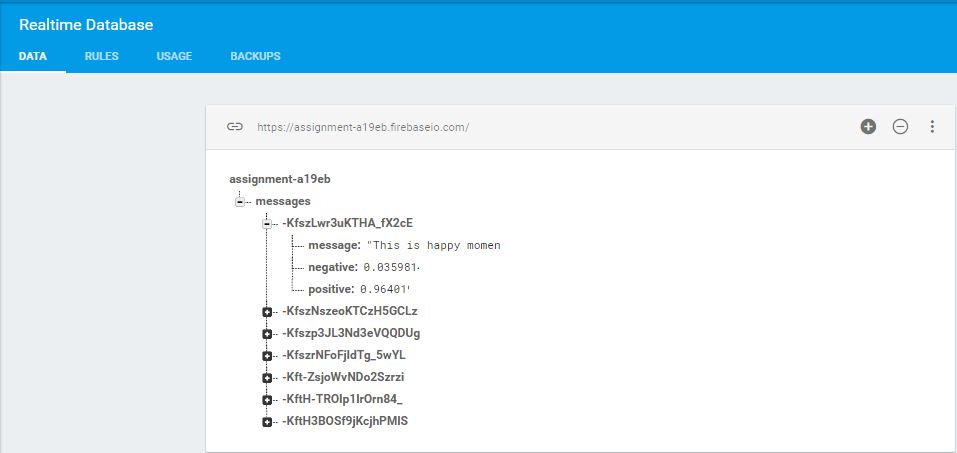 Realtime Database
DATA RULES USAGE BACKUPS
https://assignment-a19eb.firebaseio.com/
assignment-a19eb
messages
-KfszLwr3uKTHA_fX2cE
message: "This is happy momen
negative: 0.035981
positive: 0.96401
-KfszNszeoKTCzH5GCLz
-Kfszp3JL3Nd3eVQQDUg
-KfszrNFoFjIdTg_5wYL
-Kft-ZsjoWvNDo2Szrzi
-KftH-TROIp1IrOrn84_
-KftH3BOSf9jKcjhPMIS